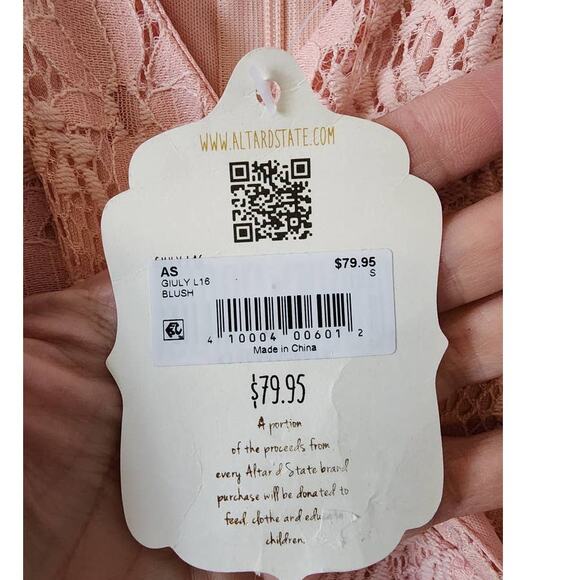 WWW.ALTARDSTATE.COM
AS $79.95
GIULY L16 S
BLUSH
4 10004 00601 2
Made in China
$79.95
A portion
of the proceeds from
every Altar'd State brand
purchase will be donated to
feed, clothe and educate
children.